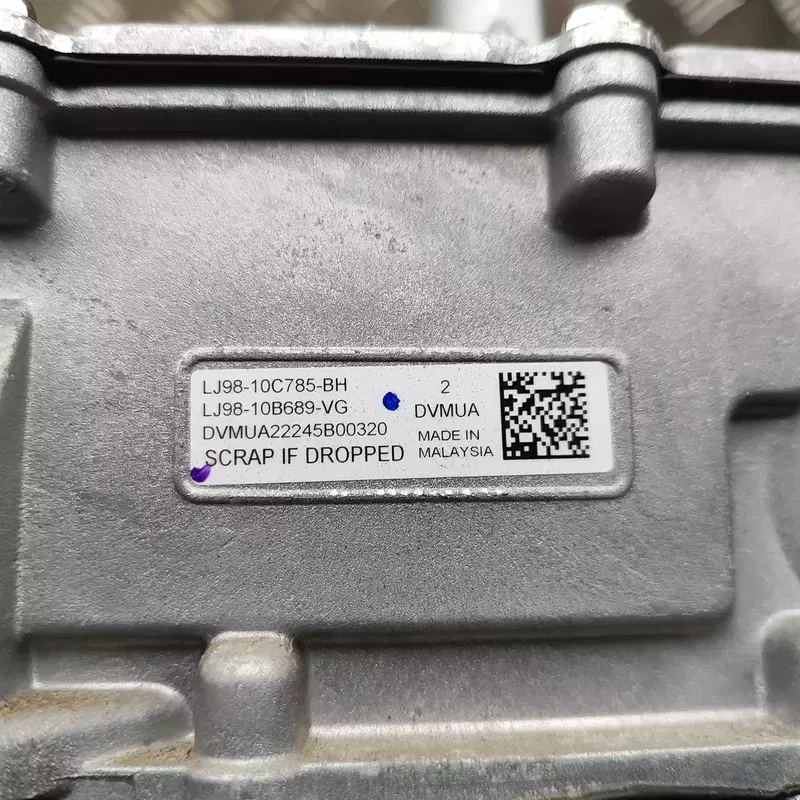 LJ98-10C785-BH
LJ98-10B689-VG
DVMUA22245B00320
SCRAP IF DROPPED
2
DVMUA
MADE IN
MALAYSIA